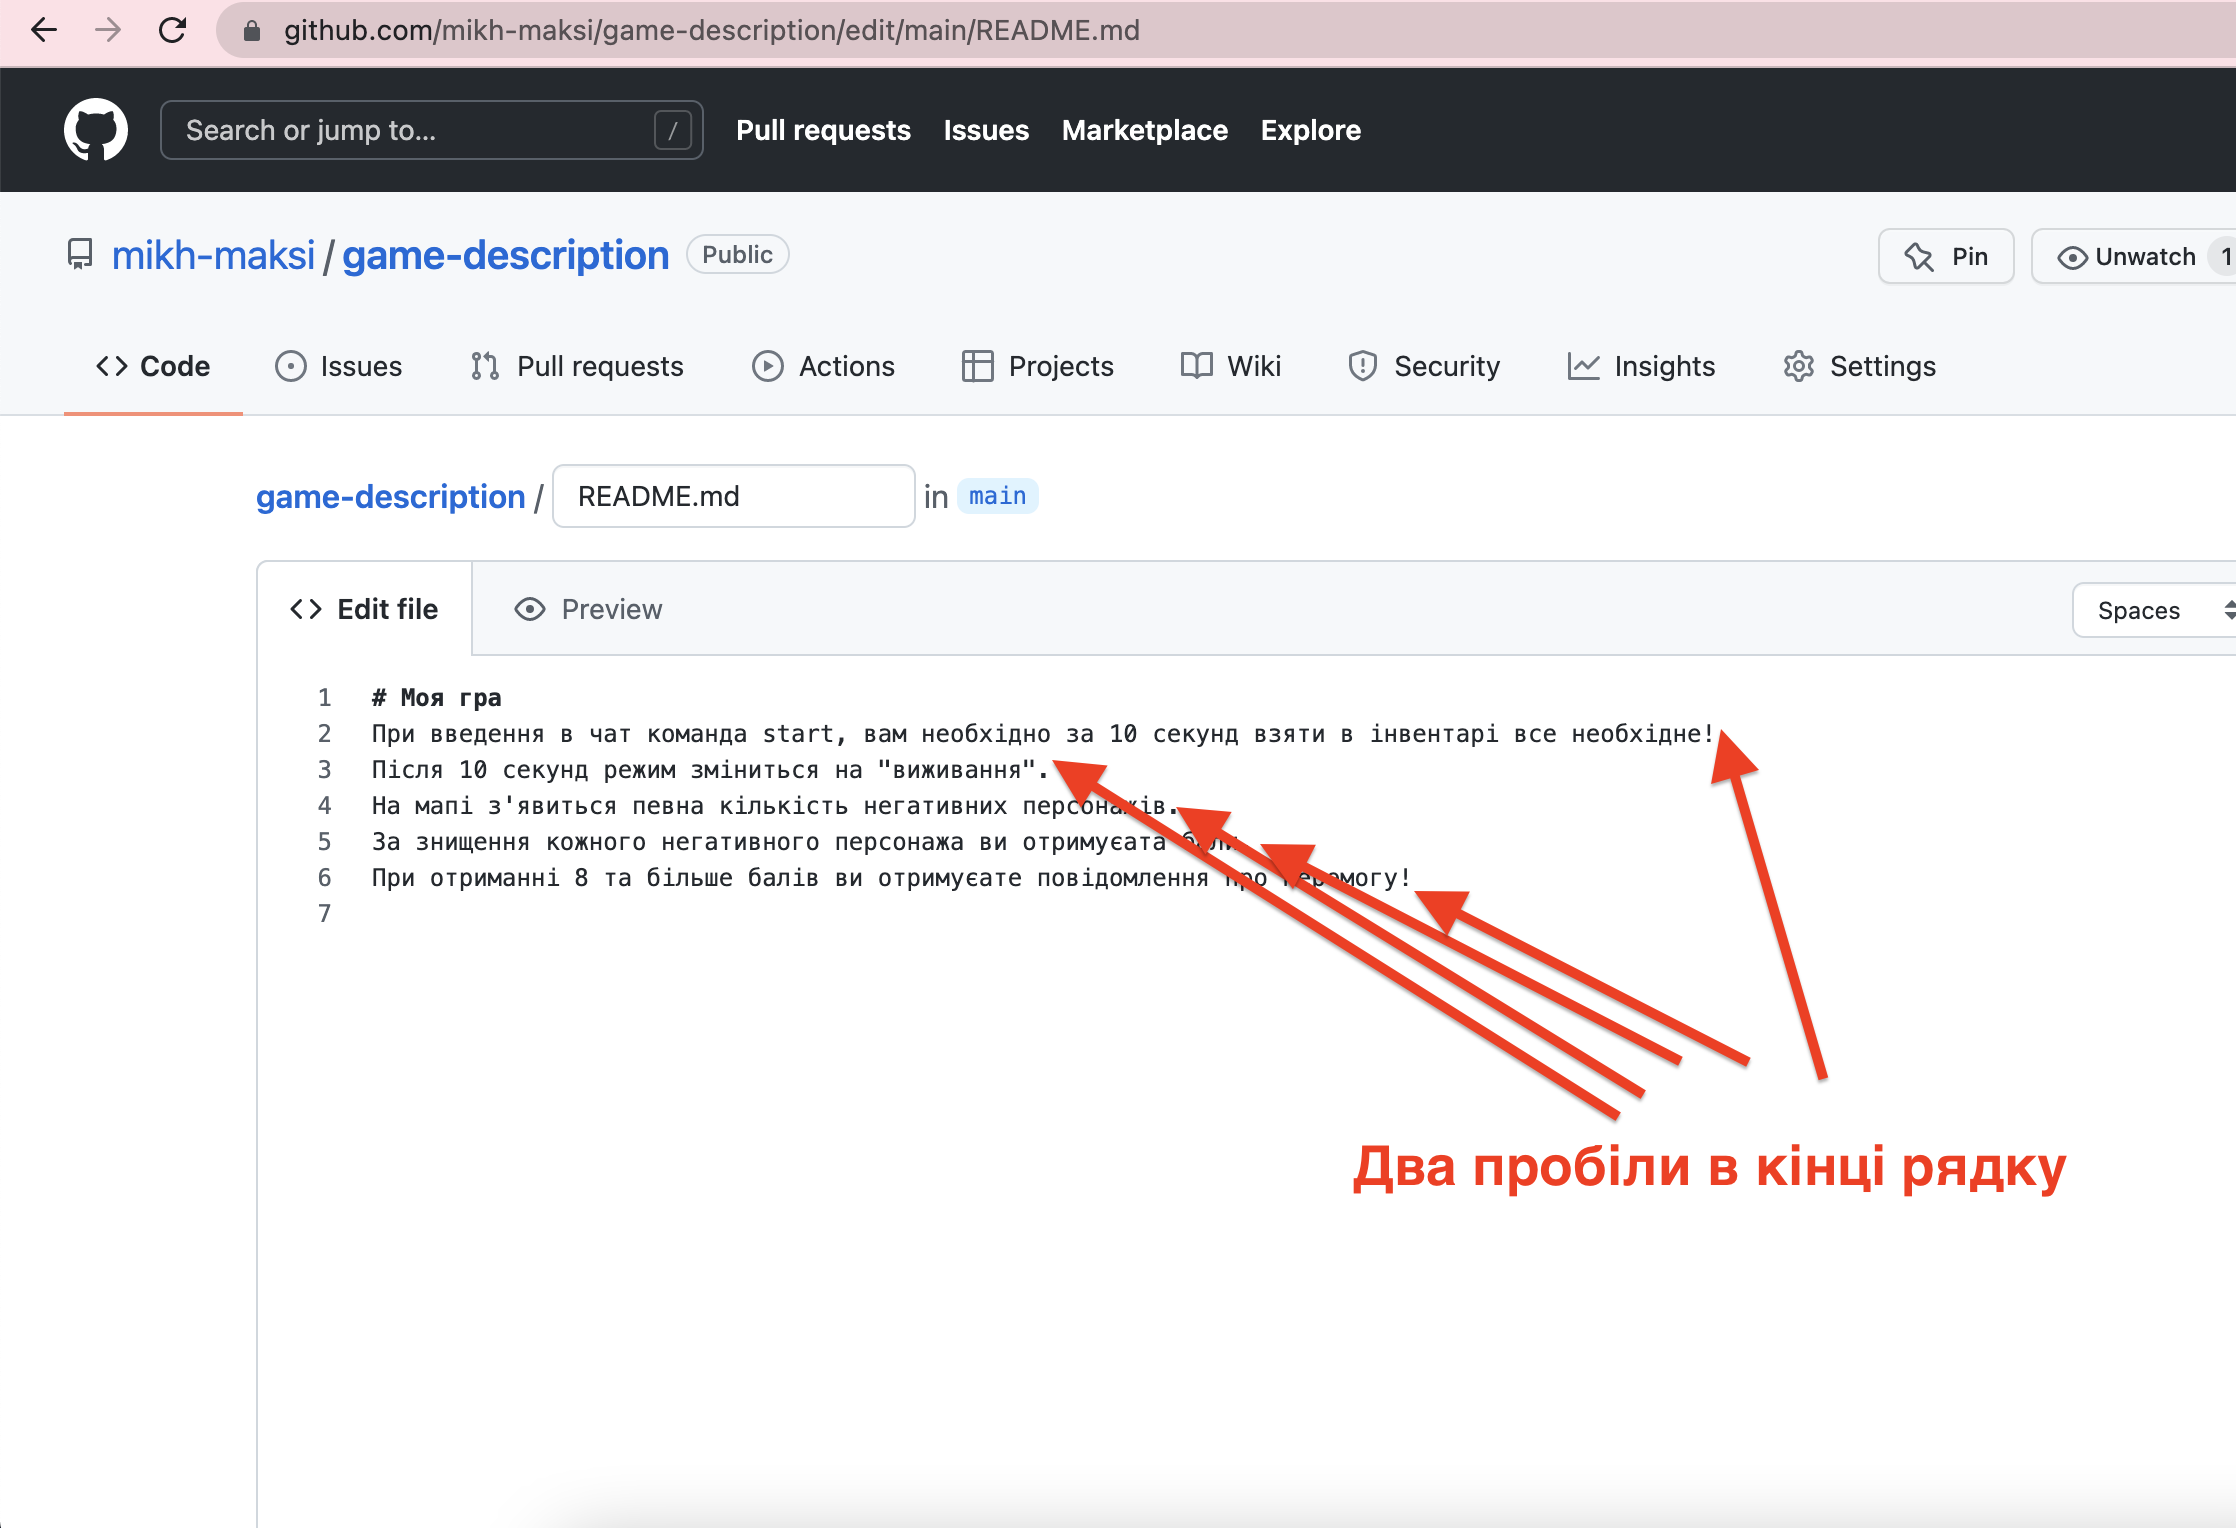 github.com/mikh-maksi/game-description/edit/main/README.md
Search or jump to... /
Pull requests Issues Marketplace Explore
mikh-maksi / game-description Public
Pin Unwatch 1
Code Issues Pull requests Actions Projects Wiki Security Insights Settings
game-description / README.md in main
Edit file Preview Spaces
1 # Моя гра
2 При введення в чат команда start, вам необхідно за 10 секунд взяти в інвентарі все необхідне!
3 Після 10 секунд режим зміниться на "виживання".
4 На мапі з'явиться певна кількість негативних персонажів.
5 За знищення кожного негативного персонажа ви отримуєата бали
6 При отриманні 8 та більше балів ви отримуєате повідомлення про перемогу!
7
Два пробіли в кінці рядку